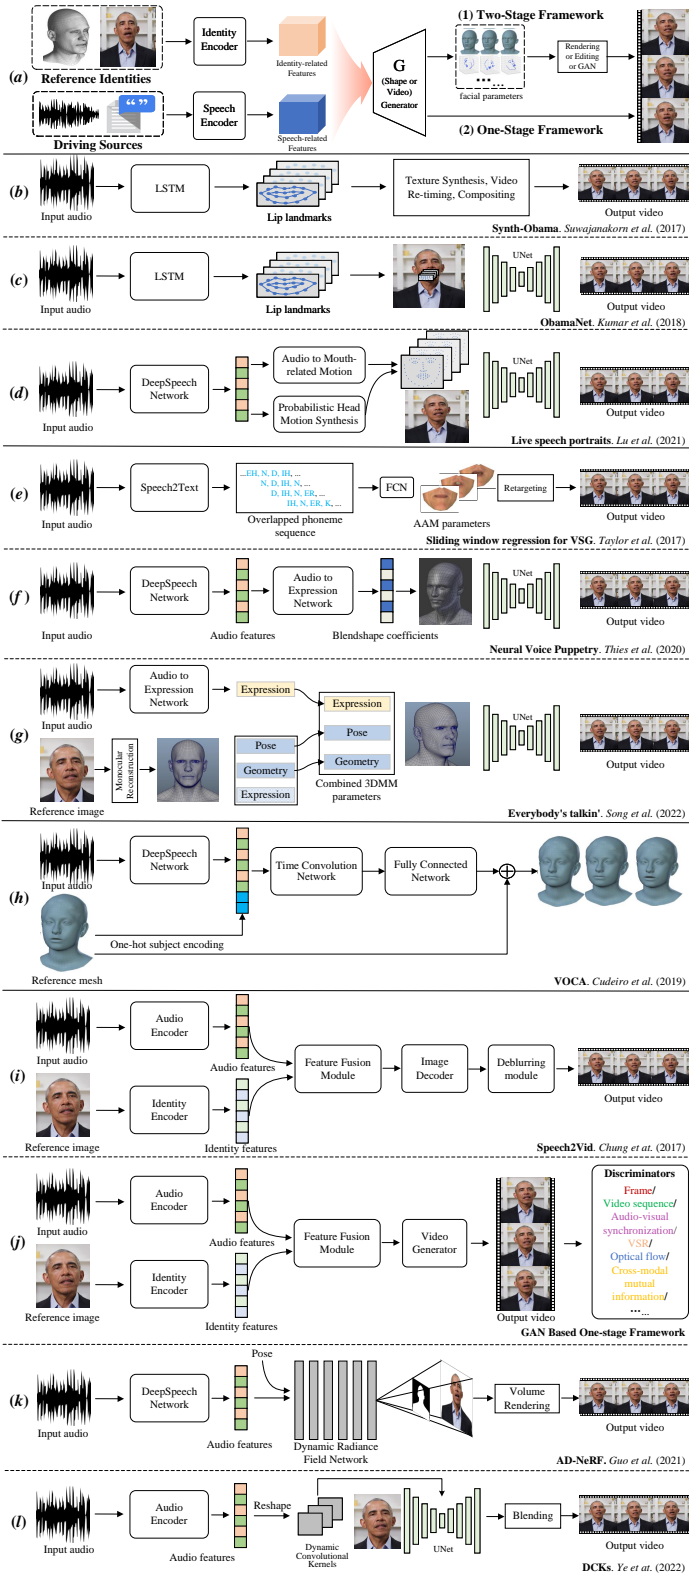 (a)
Reference Identities
Identity
Encoder
Identity-related
Features
“ ”
Driving Sources
Speech
Encoder
Speech-related
Features
G
(Shape or
Video)
Generator
(1) Two-Stage Framework
facial parameters
Rendering
or Editing
or GAN
(2) One-Stage Framework
(b)
Input audio
LSTM
Lip landmarks
Texture Synthesis, Video
Re-timing, Compositing
Output video
Synth-Obama. Suwajanakorn et al. (2017)
(c)
Input audio
LSTM
Lip landmarks
UNet
Output video
ObamaNet. Kumar et al. (2018)
(d)
Input audio
DeepSpeech
Network
Audio to Mouth-
related Motion
Probabilistic Head
Motion Synthesis
UNet
Output video
Live speech portraits. Lu et al. (2021)
(e)
Input audio
Speech2Text
...EH, N, D, IH, ...
N, D, IH, N, ...
D, IH, N, ER, ...
IH, N, ER, K, ...
Overlapped phoneme
sequence
FCN
AAM parameters
Retargeting
Output video
Sliding window regression for VSG. Taylor et al. (2017)
(f)
Input audio
DeepSpeech
Network
Audio features
Audio to
Expression
Network
Blendshape coefficients
UNet
Output video
Neural Voice Puppetry. Thies et al. (2020)
(g)
Input audio
Audio to
Expression
Network
Expression
Reference image
Monocular
Reconstruction
Pose
Geometry
Expression
Expression
Pose
Geometry
Combined 3DMM
parameters
UNet
Output video
Everybody's talkin'. Song et al. (2022)
(h)
Input audio
DeepSpeech
Network
Time Convolution
Network
Fully Connected
Network
One-hot subject encoding
Reference mesh
VOCA. Cudeiro et al. (2019)
(i)
Input audio
Audio
Encoder
Audio features
Reference image
Identity
Encoder
Identity features
Feature Fusion
Module
Image
Decoder
Deblurring
module
Output video
Speech2Vid. Chung et at. (2017)
(j)
Input audio
Audio
Encoder
Audio features
Reference image
Identity
Encoder
Identity features
Feature Fusion
Module
Video
Generator
Output video
Discriminators
Frame/
Video sequence/
Audio-visual
synchronization/
VSR/
Optical flow/
Cross-modal
mutual
information/
......
GAN Based One-stage Framework
(k)
Input audio
DeepSpeech
Network
Audio features
Pose
Dynamic Radiance
Field Network
Volume
Rendering
Output video
AD-NeRF. Guo et al. (2021)
(l)
Input audio
Audio
Encoder
Audio features
Reshape
Dynamic
Convolutional
Kernels
UNet
Blending
Output video
DCKs. Ye et al. (2022)